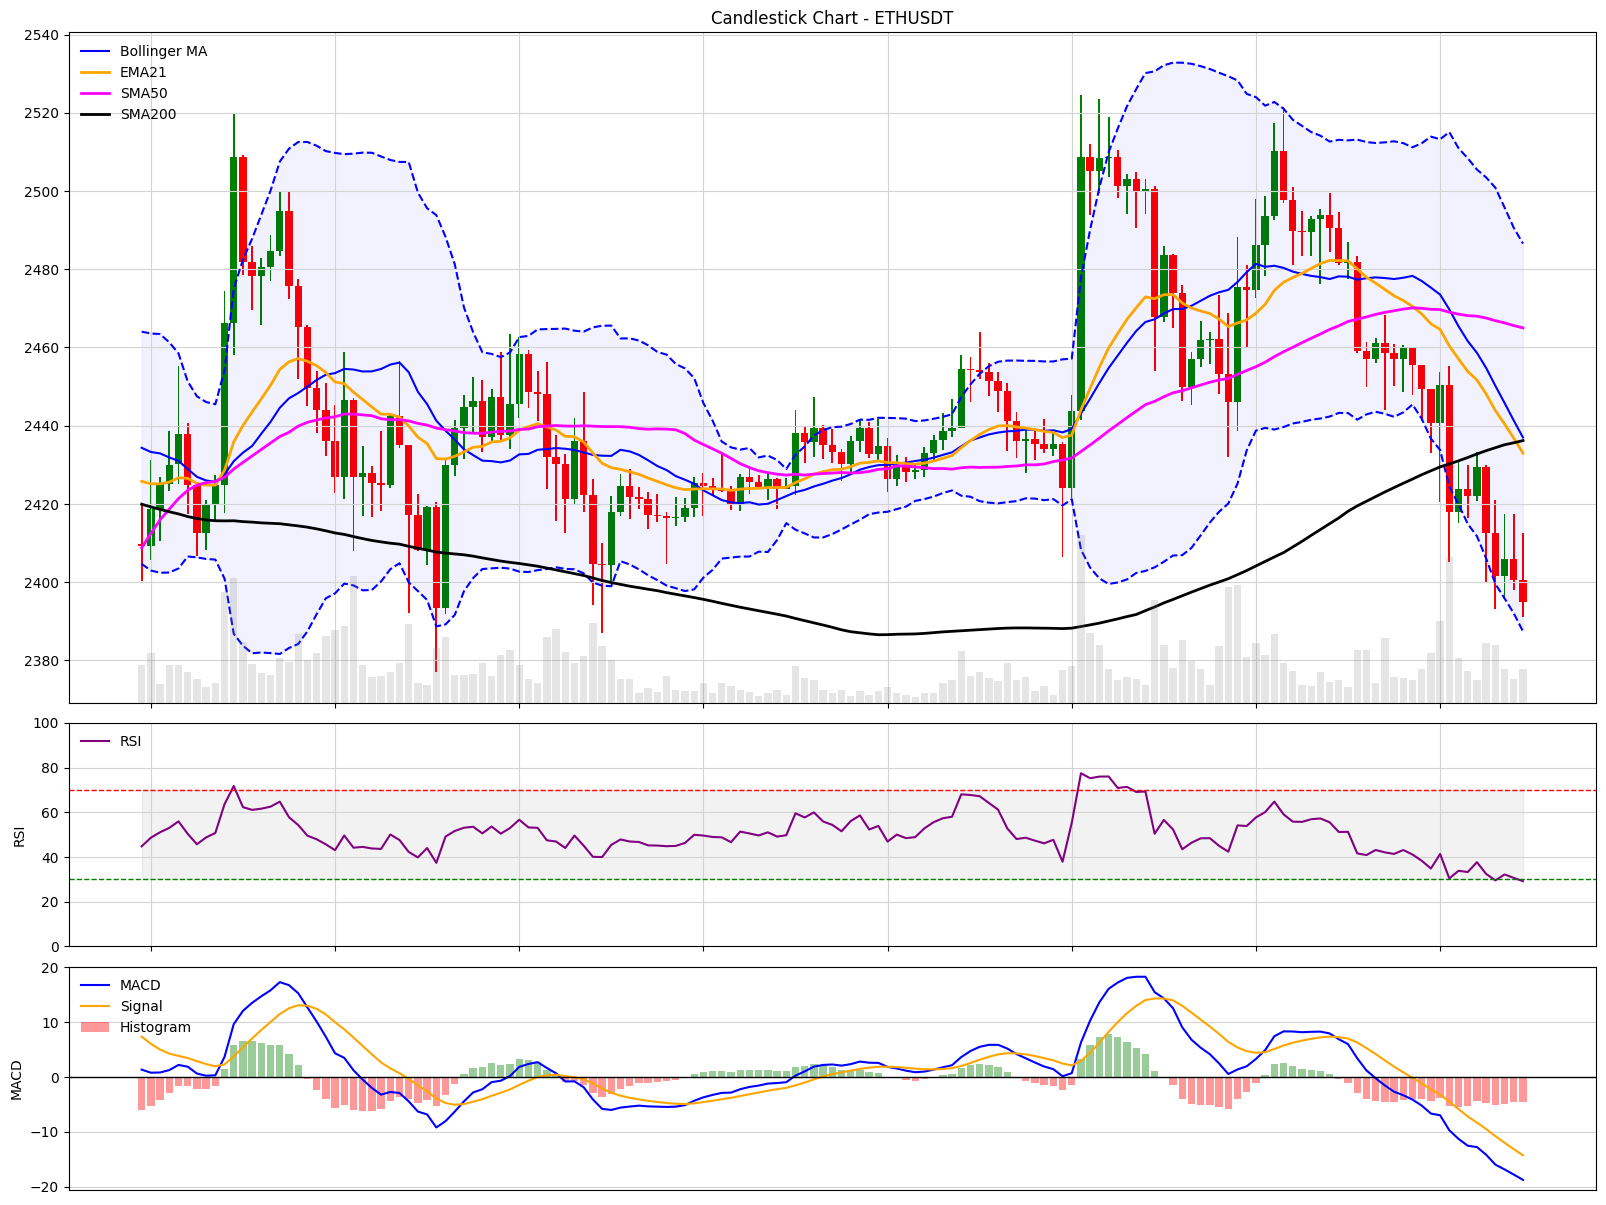 Candlestick Chart - ETHUSDT
2540
2520
2500
2480
2460
2440
2420
2400
2380
Bollinger MA
EMA21
SMA50
SMA200
RSI
100
80
60
40
20
0
RSI
MACD
20
10
0
−10
−20
MACD
Signal
Histogram